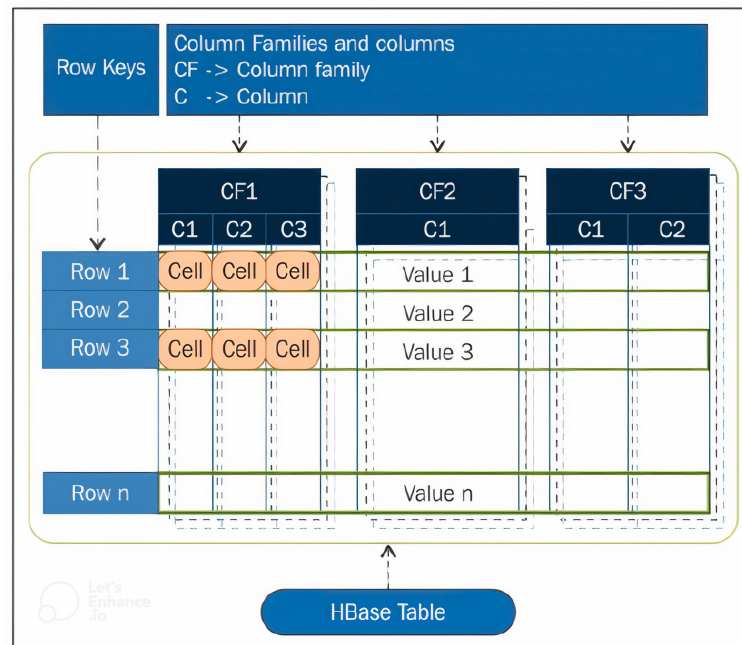 Row Keys
Column Families and columns
CF -> Column family
C -> Column
CF1
CF2
CF3
C1 C2 C3
C1
C1 C2
Row 1 Cell Cell Cell Value 1
Row 2 Value 2
Row 3 Cell Cell Cell Value 3
Row n Value n
Let's
Enhance
.io
HBase Table